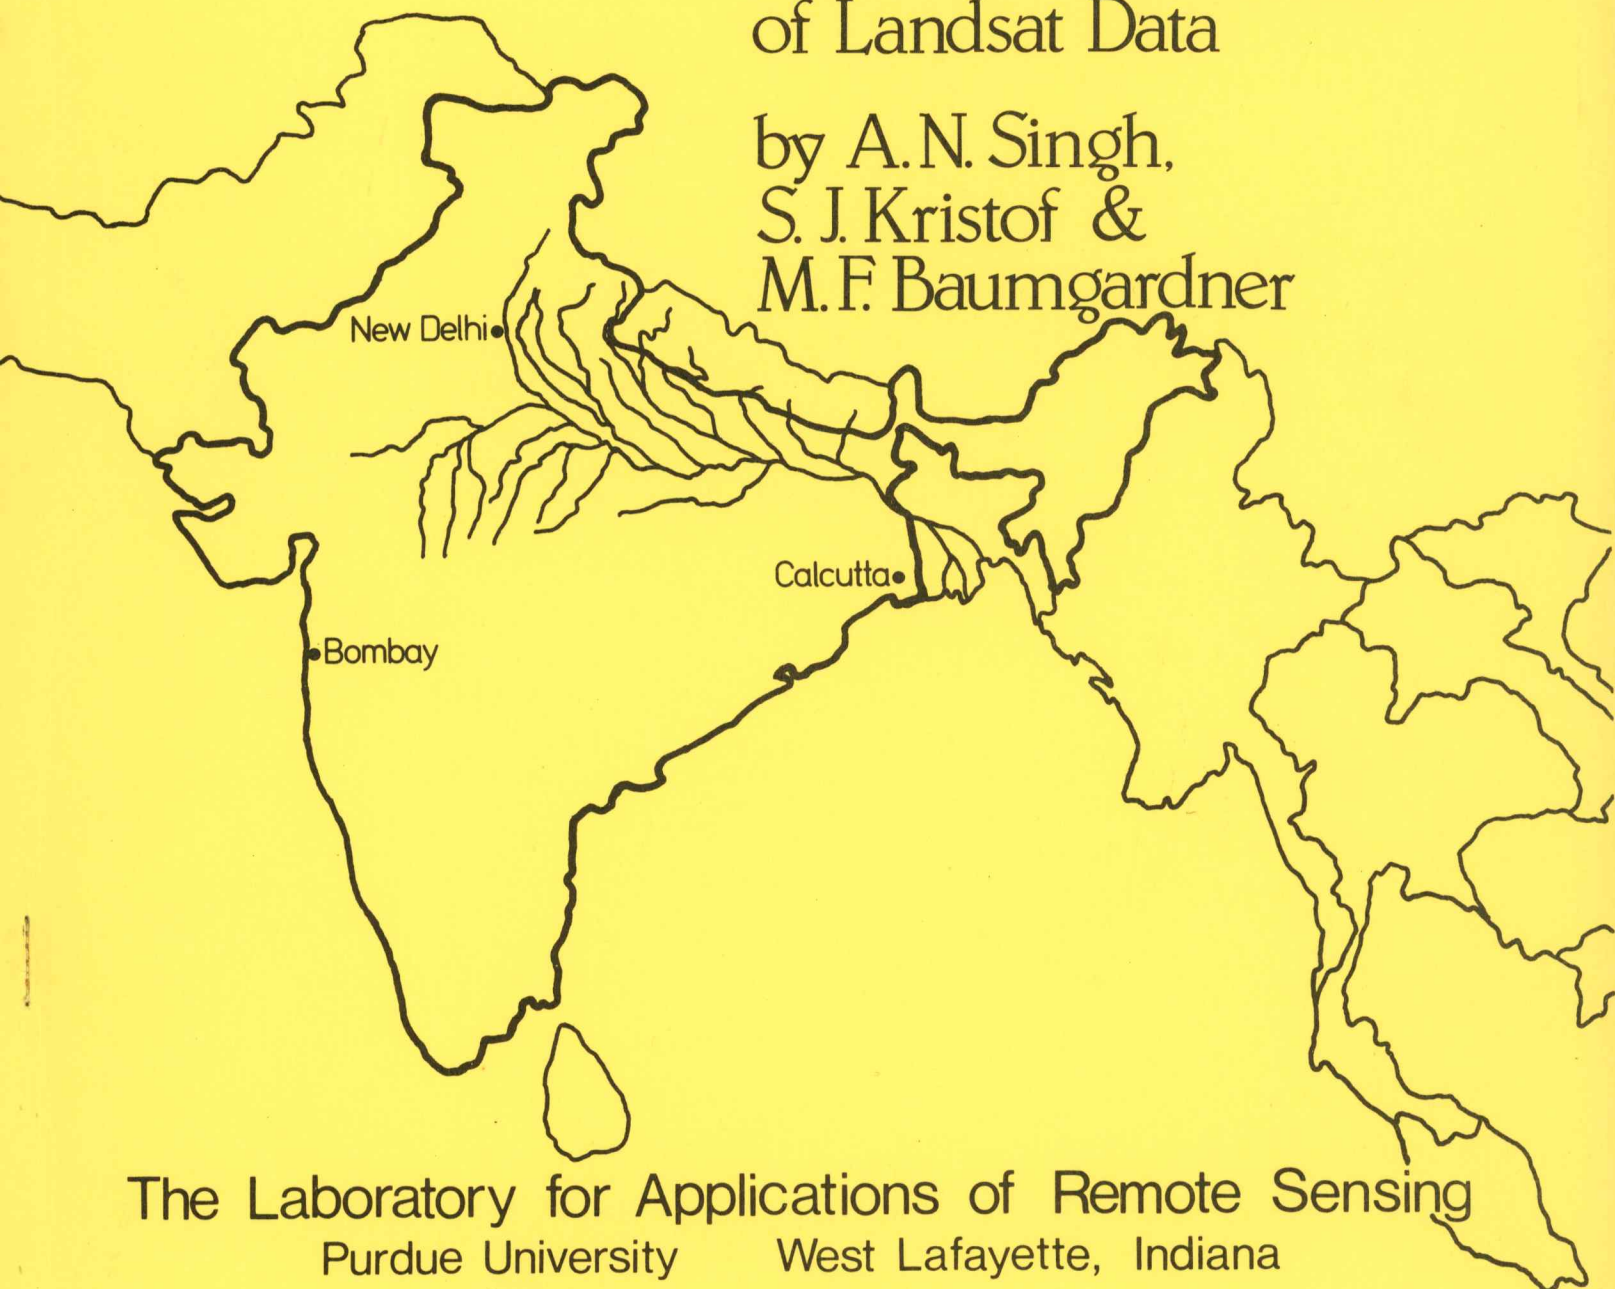 of Landsat Data
by A. N. Singh,
S. J. Kristof &
M. F. Baumgardner
New Delhi
Calcutta
Bombay
The Laboratory for Applications of Remote Sensing
Purdue University West Lafayette, Indiana